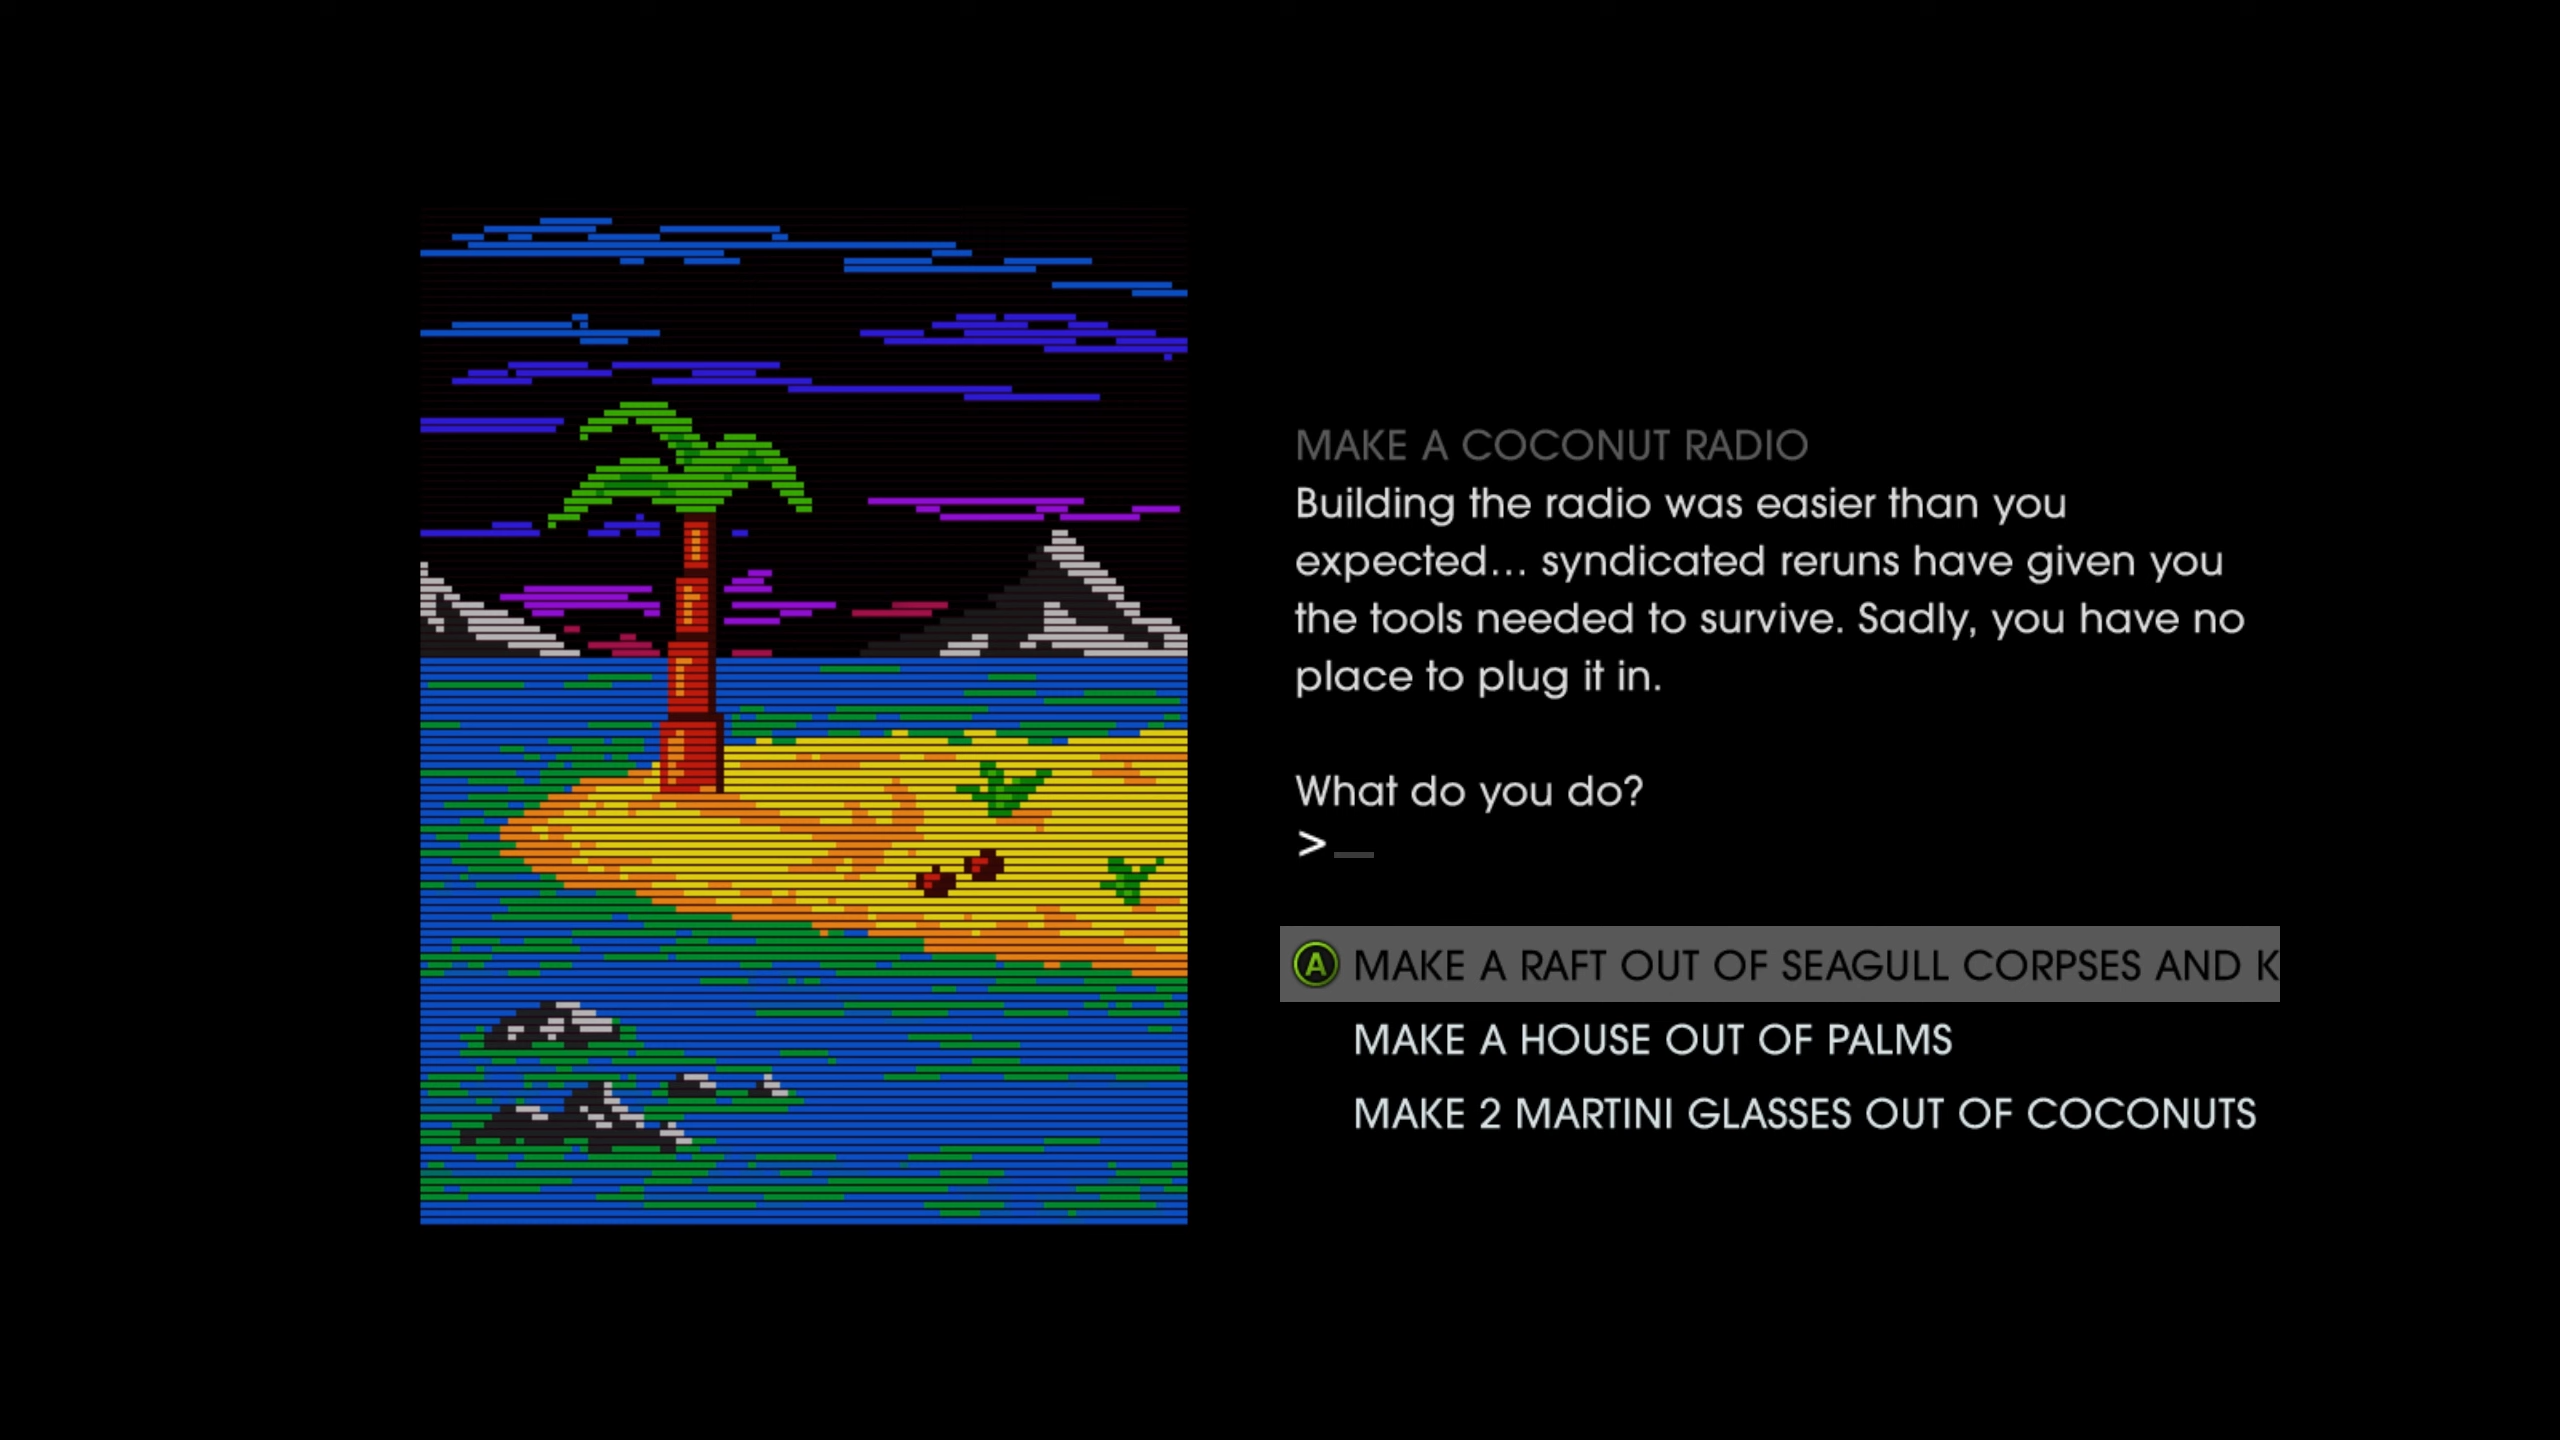 MAKE A COCONUT RADIO
Building the radio was easier than you
expected... syndicated reruns have given you
the tools needed to survive. Sadly, you have no
place to plug it in.
What do you do?
>_
A MAKE A RAFT OUT OF SEAGULL CORPSES AND K
MAKE A HOUSE OUT OF PALMS
MAKE 2 MARTINI GLASSES OUT OF COCONUTS